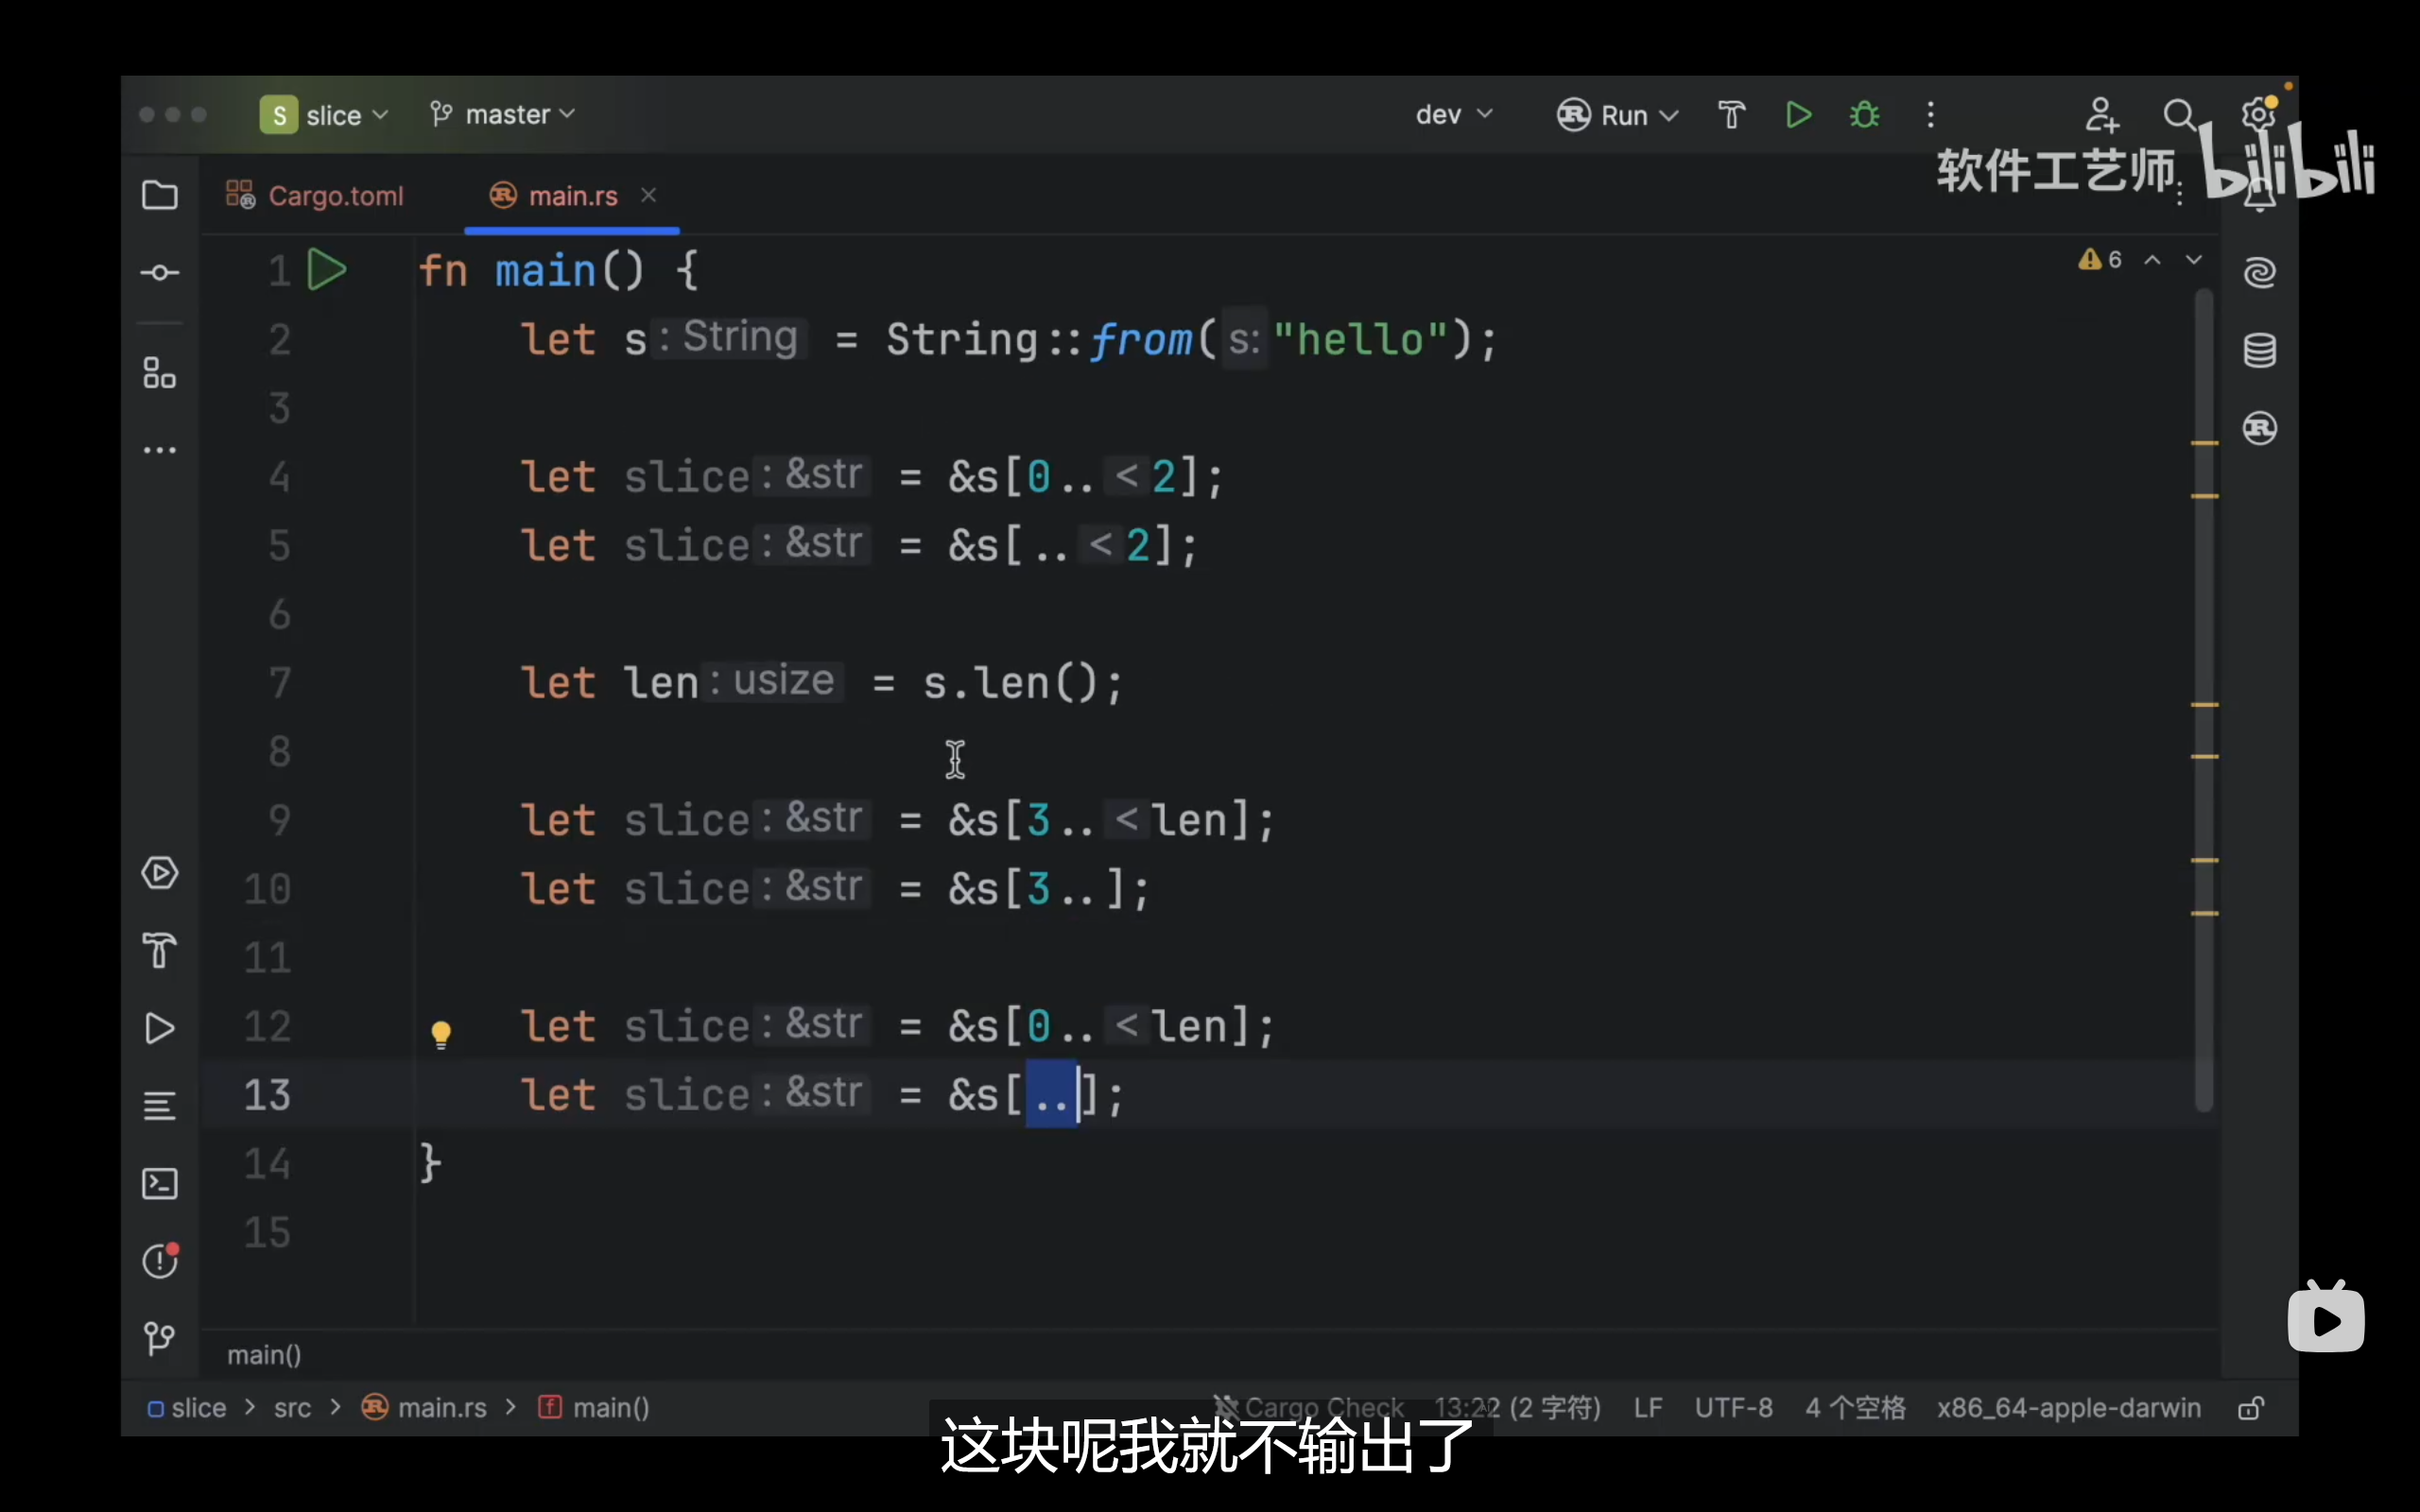 S slice master dev Run
软件工艺师 bilibili
Cargo.toml main.rs
6
1 fn main() {
2 let s: String = String::from(s: "hello");
3
4 let slice: &str = &s[0..<2];
5 let slice: &str = &s[..<2];
6
7 let len: usize = s.len();
8
9 let slice: &str = &s[3..<len];
10 let slice: &str = &s[3..];
11
12 let slice: &str = &s[0..<len];
13 let slice: &str = &s[..];
14 }
15
main()
slice > src > main.rs > f main() Cargo Check 13:22 (2 字符) LF UTF-8 4 个空格 x86_64-apple-darwin
这块呢我就不输出了